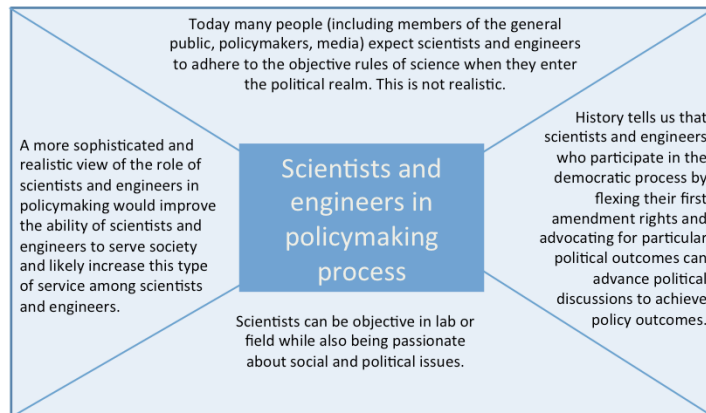 Today many people (including members of the general
public, policymakers, media) expect scientists and engineers
to adhere to the objective rules of science when they enter
the political realm. This is not realistic.
A more sophisticated and
realistic view of the role of
scientists and engineers in
policymaking would improve
the ability of scientists and
engineers to serve society
and likely increase this type
of service among scientists
and engineers.
Scientists and
engineers in
policymaking
process
History tells us that
scientists and engineers
who participate in the
democratic process by
flexing their first
amendment rights and
advocating for particular
political outcomes can
advance political
discussions to achieve
policy outcomes.
Scientists can be objective in lab or
field while also being passionate
about social and political issues.